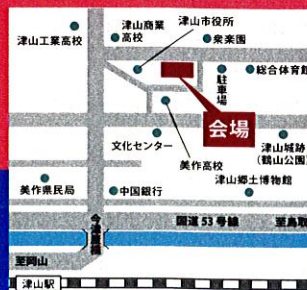 津山商業
高校
津山市役所
津山工業高校
衆楽園
駐車場
総合体育館
会場
文化センター
美作高校
津山城跡
(鶴山公園)
美作県民局
中国銀行
津山郷土博物館
今津屋橋
国道53号線
至鳥取
至岡山
津山駅